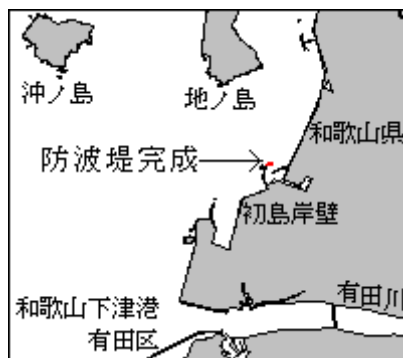 沖ノ島
地ノ島
和歌山県
防波堤完成
初島岸壁
有田川
和歌山下津港
有田区